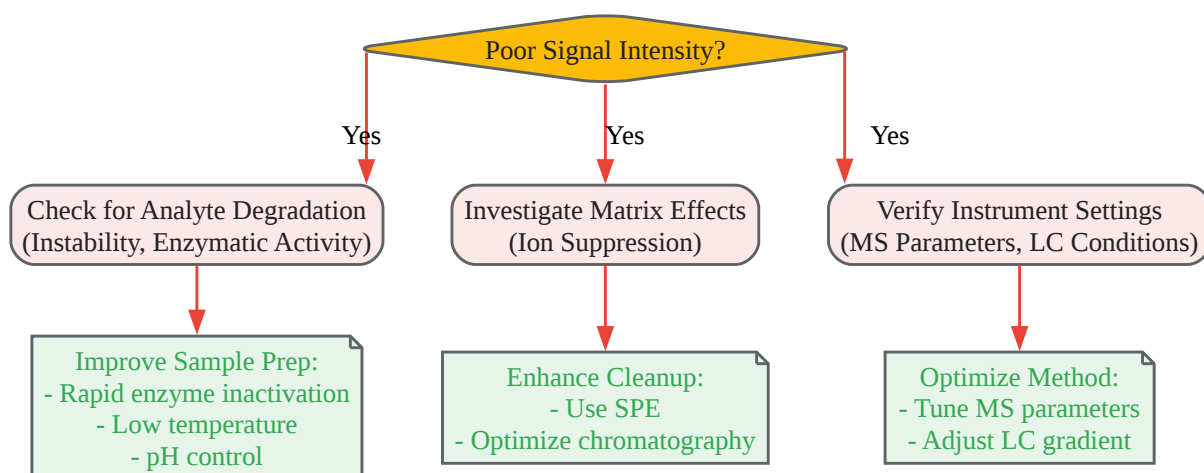 Poor Signal Intensity?
Yes
Yes
Yes
Check for Analyte Degradation
(Instability, Enzymatic Activity)
Investigate Matrix Effects
(Ion Suppression)
Verify Instrument Settings
(MS Parameters, LC Conditions)
Improve Sample Prep:
- Rapid enzyme inactivation
- Low temperature
- pH control
Enhance Cleanup:
- Use SPE
- Optimize chromatography
Optimize Method:
- Tune MS parameters
- Adjust LC gradient